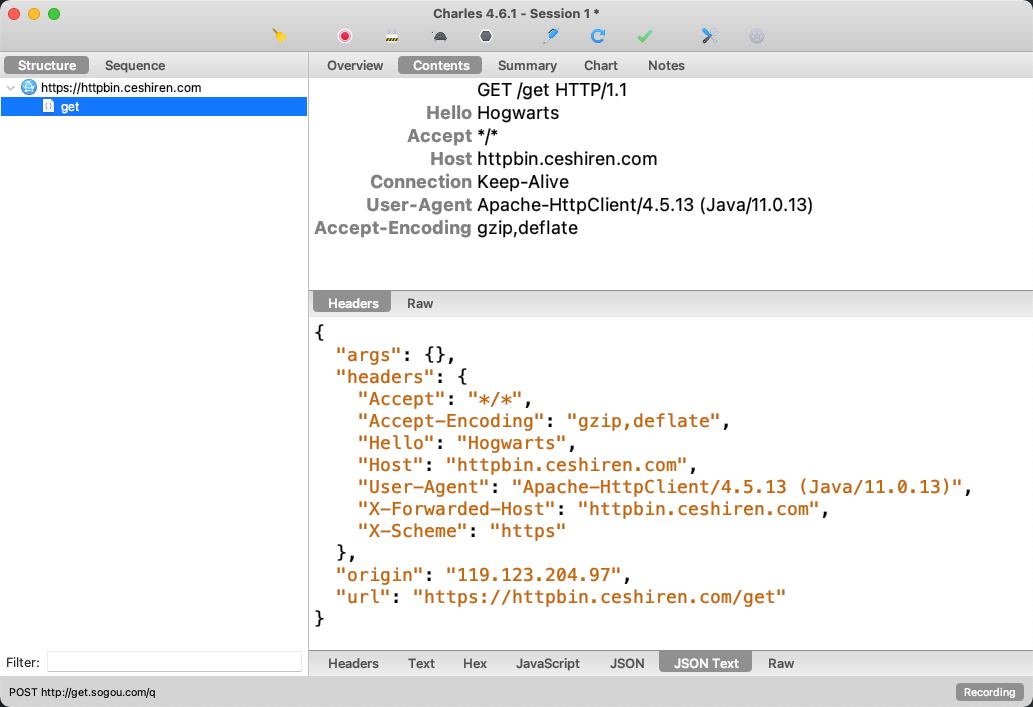 Charles 4.6.1 - Session 1 *
Structure Sequence
Overview Contents Summary Chart Notes
https://httpbin.ceshiren.com
get
GET /get HTTP/1.1
Hello Hogwarts
Accept */*
Host httpbin.ceshiren.com
Connection Keep-Alive
User-Agent Apache-HttpClient/4.5.13 (Java/11.0.13)
Accept-Encoding gzip,deflate
Headers Raw
{
"args": {},
"headers": {
"Accept": "*/*",
"Accept-Encoding": "gzip,deflate",
"Hello": "Hogwarts",
"Host": "httpbin.ceshiren.com",
"User-Agent": "Apache-HttpClient/4.5.13 (Java/11.0.13)",
"X-Forwarded-Host": "httpbin.ceshiren.com",
"X-Scheme": "https"
},
"origin": "119.123.204.97",
"url": "https://httpbin.ceshiren.com/get"
}
Filter:
Headers Text Hex JavaScript JSON JSON Text Raw
POST http://get.sogou.com/q
Recording